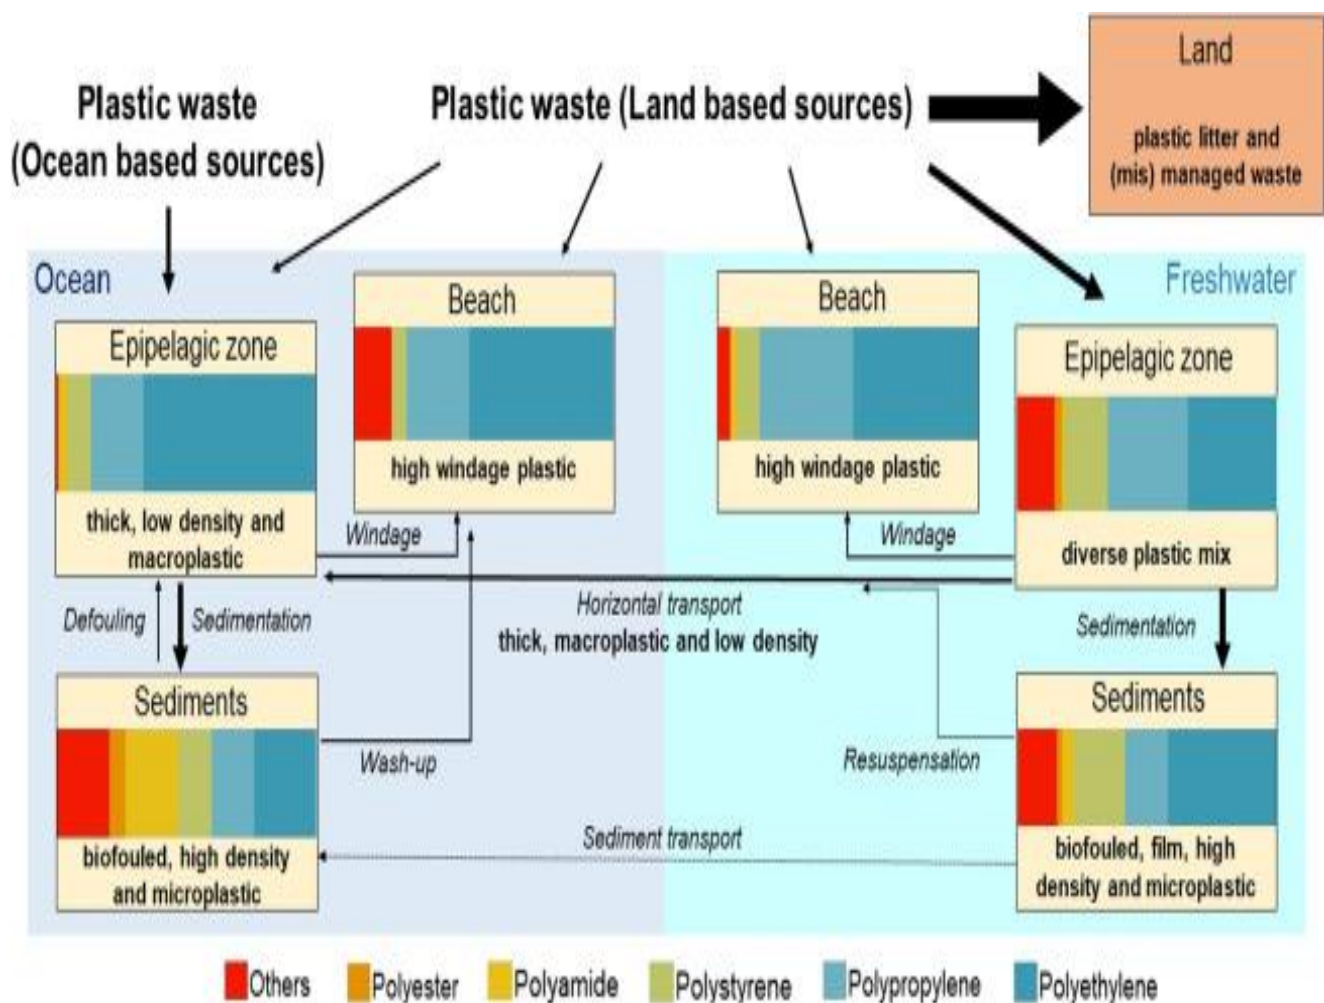 Plastic waste
(Ocean based sources)
Plastic waste (Land based sources)
Land
plastic litter and
(mis) managed waste
Ocean
Freshwater
Epipelagic zone
thick, low density and
macroplastic
Beach
high windage plastic
Beach
high windage plastic
Epipelagic zone
diverse plastic mix
Windage
Windage
Defouling
Sedimentation
Horizontal transport
thick, macroplastic and low density
Sedimentation
Sediments
biofouled, high density
and microplastic
Wash-up
Resuspensation
Sediment transport
Sediments
biofouled, film, high
density and microplastic
Others
Polyester
Polyamide
Polystyrene
Polypropylene
Polyethylene